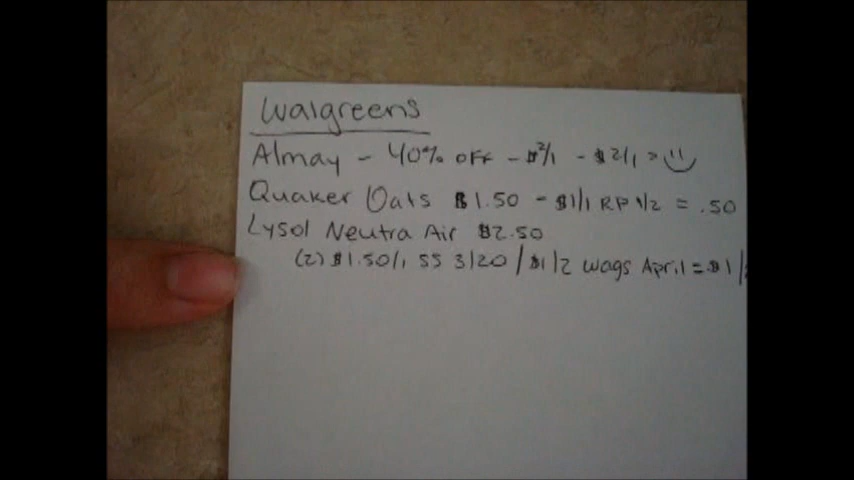 Walgreens
Almay - 40% off - $2/1 - $2/1 =
Quaker Oats $1.50 - $1/1 RP 1/2 = .50
Lysol Neutra Air $2.50
(2) $1.50/1 SS 3/20 / $1/2 wags April = $1/